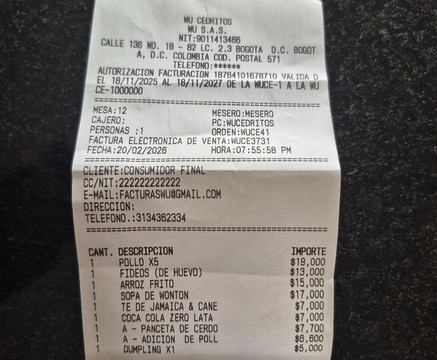 WU CEDRITOS
WU S.A.S.
NIT:9011413466
CALLE 136 NO. 18 - 62 LC. 2.3 BOGOTA D.C. BOGOT
A, D.C. COLOMBIA COD. POSTAL 571
TELEFONO:******
AUTORIZACION FACTURACION 18764101678710 VALIDA D
EL 18/11/2025 AL 18/11/2027 DE LA WUCE-1 A LA WU
CE-1000000
MESA:12 MESERO:MESERO
CAJERO: PC:WUCEDRITOS
PERSONAS :1 ORDEN:WUCE41
FACTURA ELECTRONICA DE VENTA:WUCE3731
FECHA:20/02/2026 HORA:07:55:58 PM
CLIENTE:CONSUMIDOR FINAL
CC/NIT:222222222222
E-MAIL:FACTURASWU@GMAIL.COM
DIRECCION:
TELEFONO.:3134362334
CANT. DESCRIPCION IMPORTE
1 POLLO X5 $19,000
1 FIDEOS (DE HUEVO) $13,000
1 ARROZ FRITO $15,000
1 SOPA DE WONTON $17,000
1 TE DE JAMAICA & CANE $7,000
1 COCA COLA ZERO LATA $7,000
1 A - PANCETA DE CERDO $7,700
1 A - ADICION DE POLL $6,600
1 DUMPLING X1 $5,000